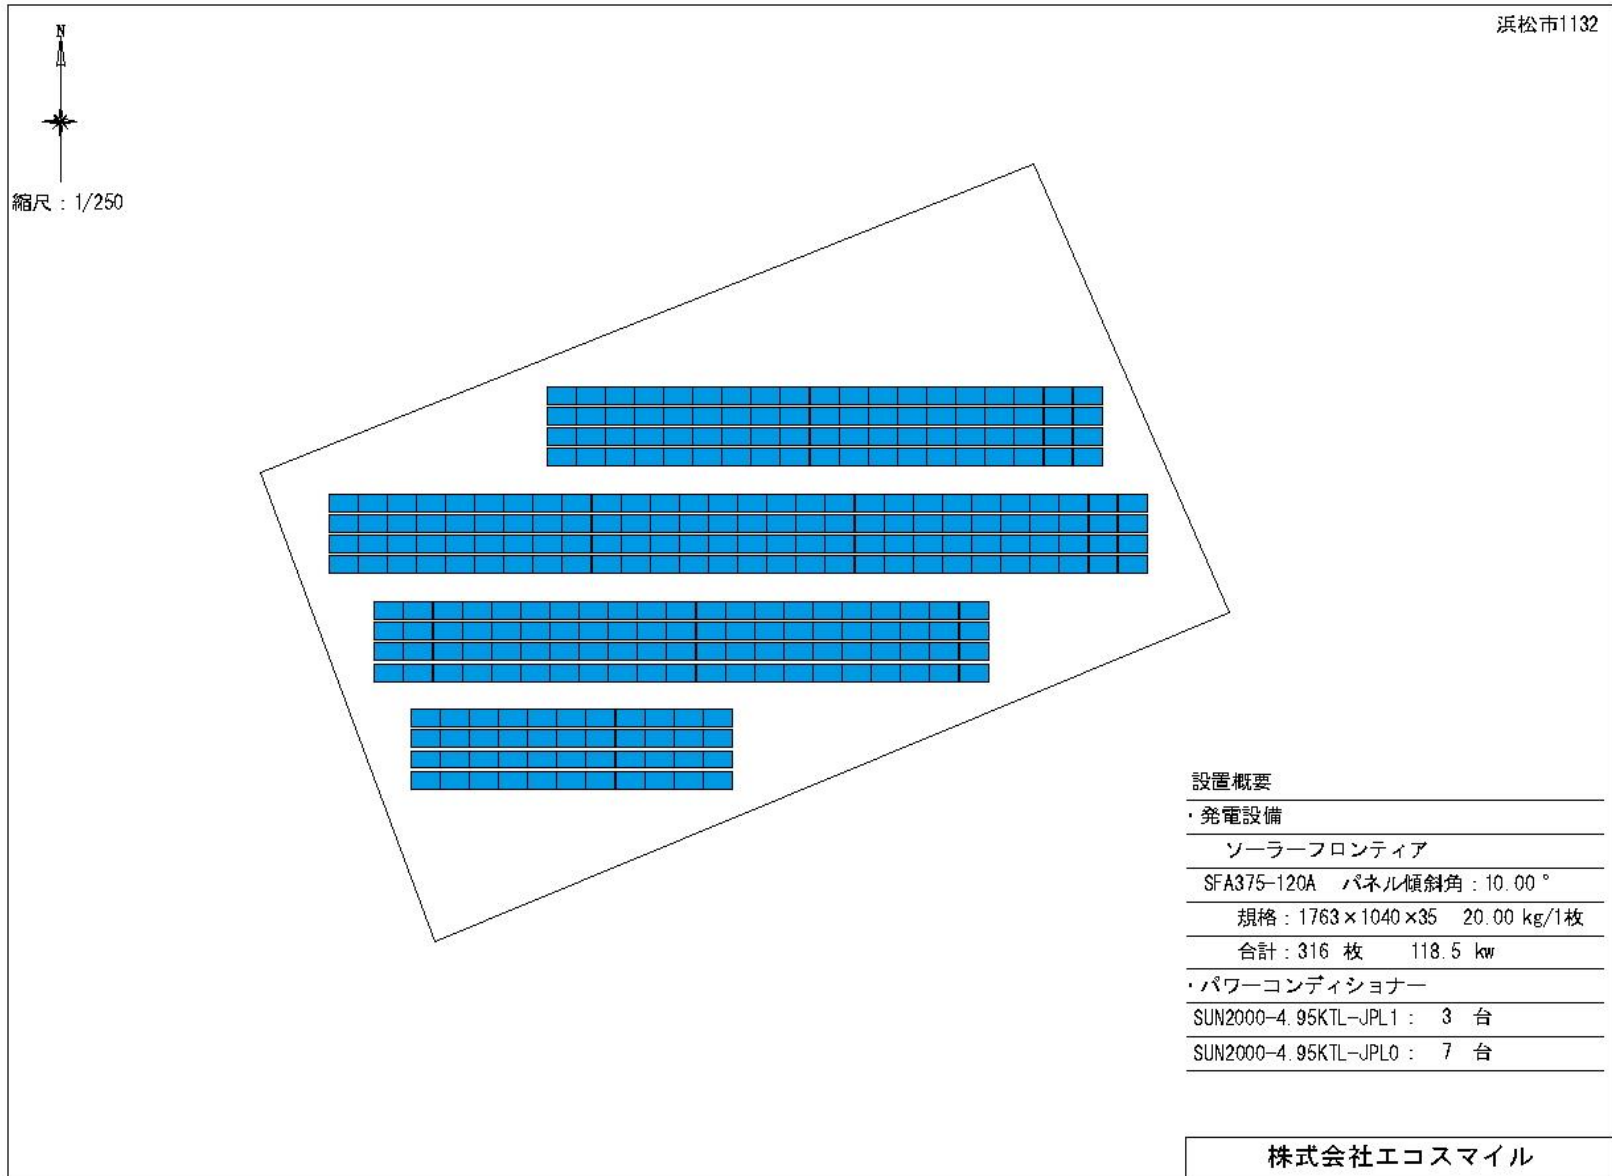 浜松市1132
N
縮尺：1/250
設置概要
・発電設備
ソーラーフロンティア
SFA375-120A パネル傾斜角：10.00°
規格：1763×1040×35 20.00 kg/1枚
合計：316 枚 118.5 kw
・パワーコンディショナー
SUN2000-4.95KTL-JPL1： 3 台
SUN2000-4.95KTL-JPL0： 7 台
株式会社エコスマイル